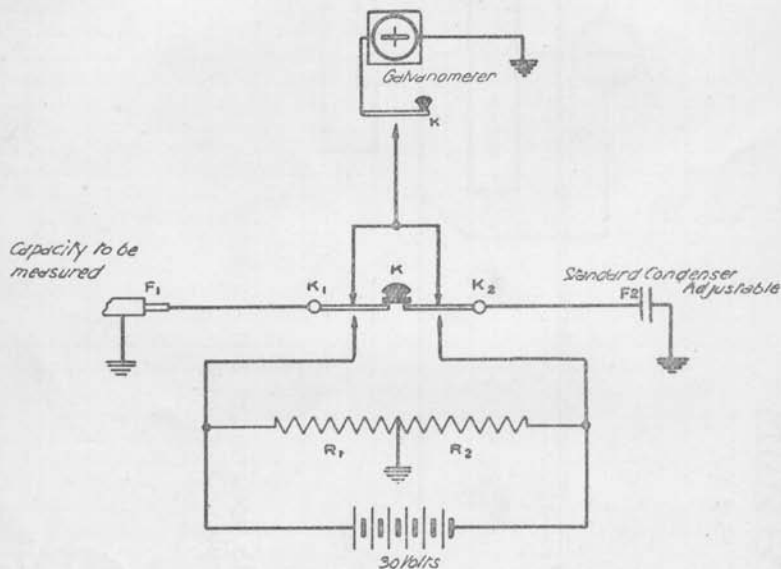 Galvanometer
K
Capacity to be
measured
F1
K1
K
K2
Standard Condenser
Adjustable
F2
R1
R2
30 Volts